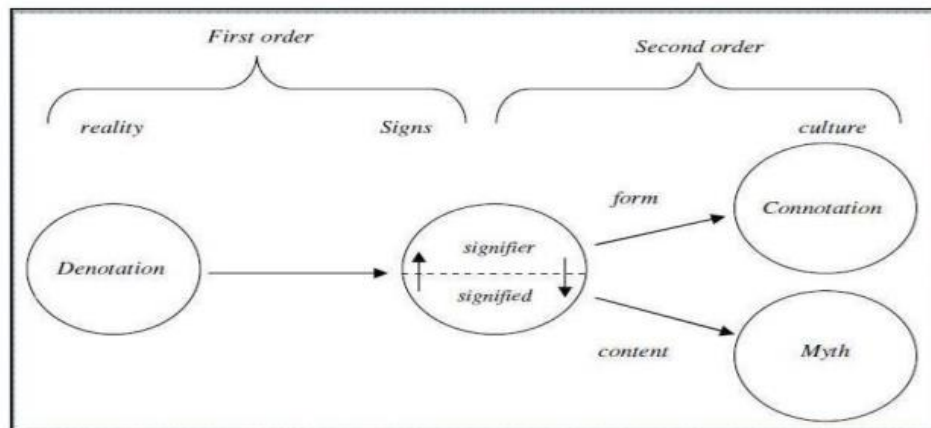 First order
Second order
reality
Signs
culture
form
Connotation
signifier
Denotation
signified
content
Myth